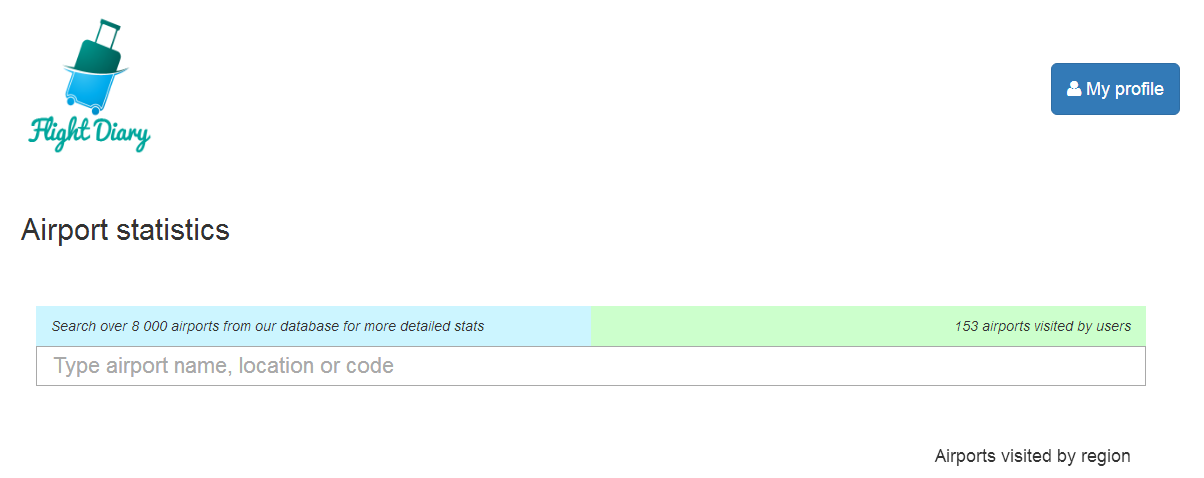 Flight Diary
My profile
Airport statistics
Search over 8 000 airports from our database for more detailed stats
153 airports visited by users
Type airport name, location or code
Airports visited by region